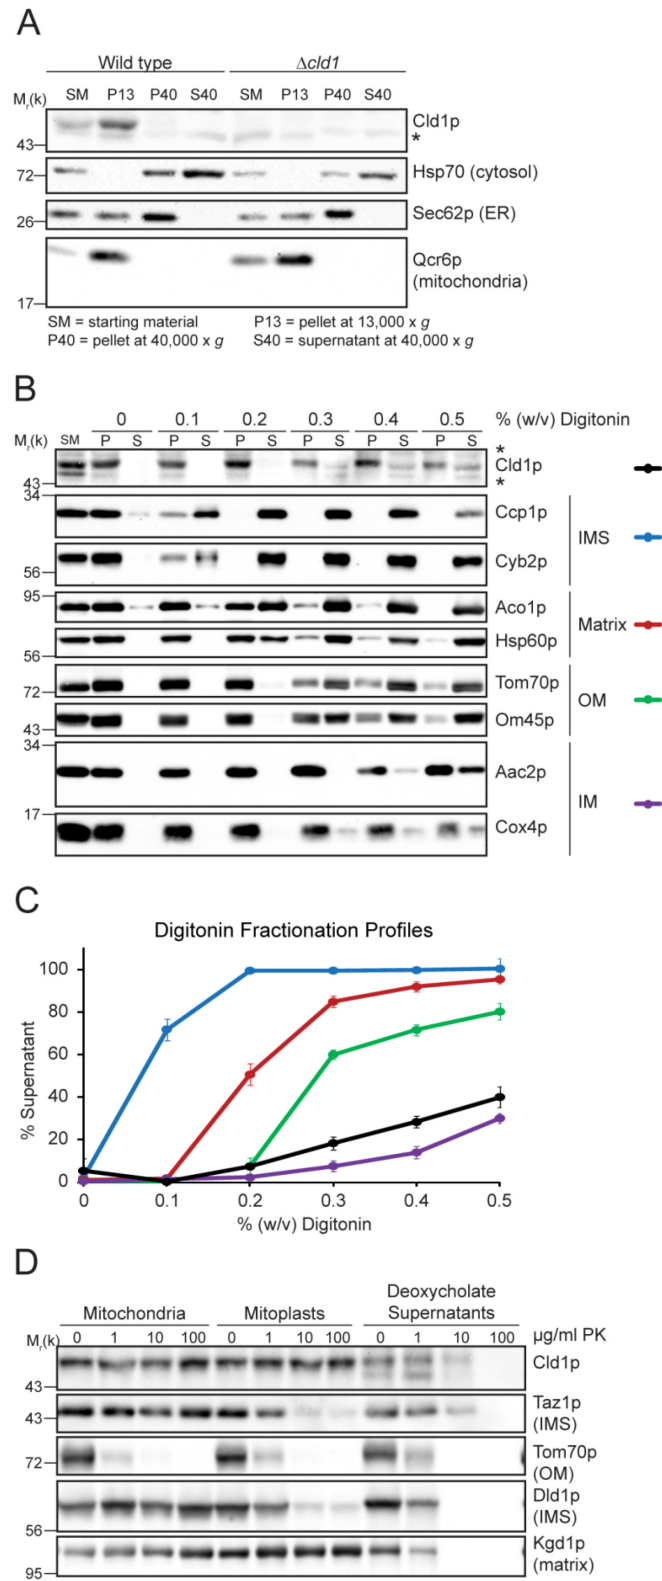 A
Wild type Δcld1
Mr(k) SM P13 P40 S40 SM P13 P40 S40
Cld1p
*
43
72 Hsp70 (cytosol)
26 Sec62p (ER)
Qcr6p
(mitochondria)
17
SM = starting material P13 = pellet at 13,000 x g
P40 = pellet at 40,000 x g S40 = supernatant at 40,000 x g
B
0 0.1 0.2 0.3 0.4 0.5 % (w/v) Digitonin
Mr(k) SM P S P S P S P S P S P S
*
Cld1p
43 *
34
Ccp1p
IMS
56 Cyb2p
95
Aco1p
Matrix
Hsp60p
56
Tom70p
72
OM
Om45p
43
34
Aac2p
IM
17
Cox4p
C
Digitonin Fractionation Profiles
100
80
60
40
20
0
% Supernatant
0 0.1 0.2 0.3 0.4 0.5
% (w/v) Digitonin
D
Deoxycholate
Mitochondria Mitoplasts Supernatants
Mr(k) 0 1 10 100 0 1 10 100 0 1 10 100 µg/ml PK
Cld1p
43
Taz1p
43 (IMS)
Tom70p
72 (OM)
Dld1p
(IMS)
56
Kgd1p
(matrix)
95